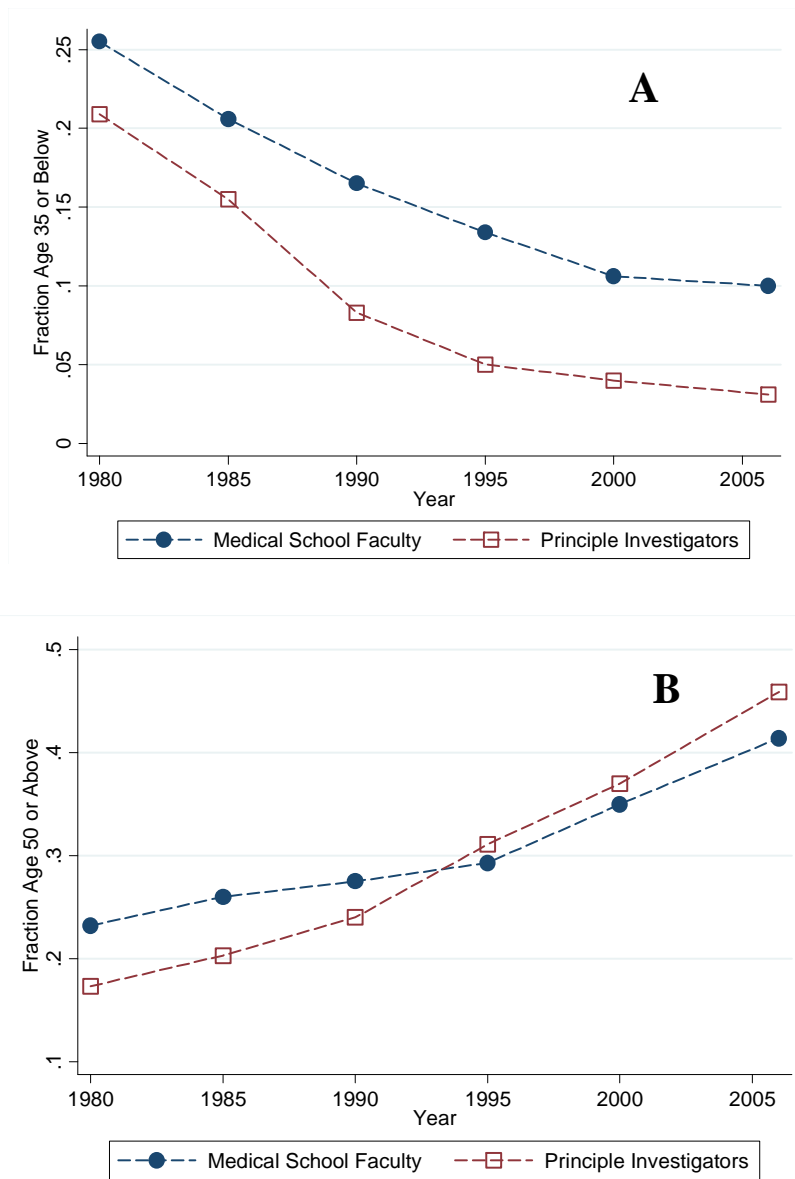 A
Fraction Age 35 or Below
.25
.2
.15
.1
.05
0
1980 1985 1990 1995 2000 2005
Year
Medical School Faculty Principle Investigators
B
Fraction Age 50 or Above
.5
.4
.3
.2
.1
1980 1985 1990 1995 2000 2005
Year
Medical School Faculty Principle Investigators